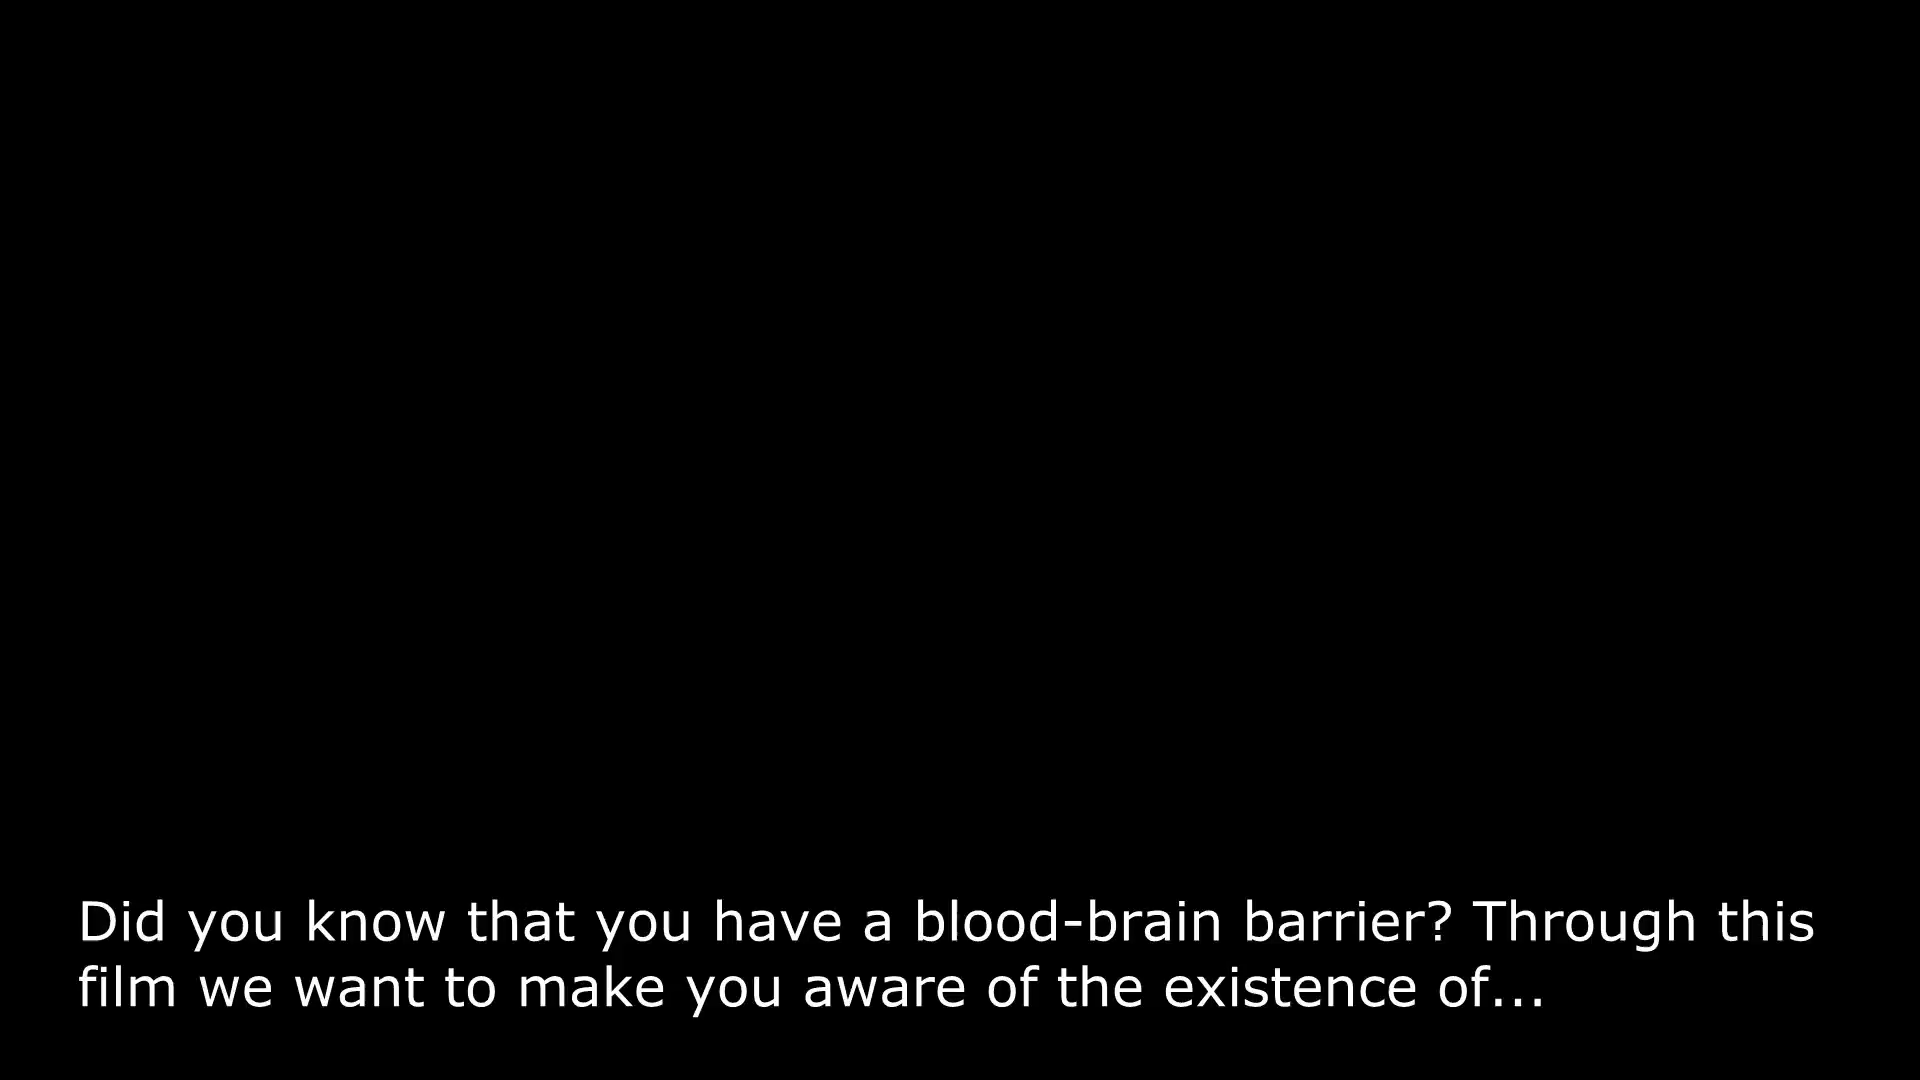 Did you know that you have a blood-brain barrier? Through this
film we want to make you aware of the existence of...